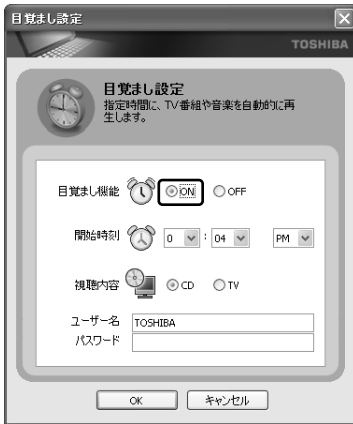 目覚まし設定
TOSHIBA
目覚まし設定
指定時間に、TV番組や音楽を自動的に再
生します。
目覚まし機能 ON OFF
開始時刻 0 : 04 PM
視聴内容 CD TV
ユーザー名 TOSHIBA
パスワード
OK キャンセル